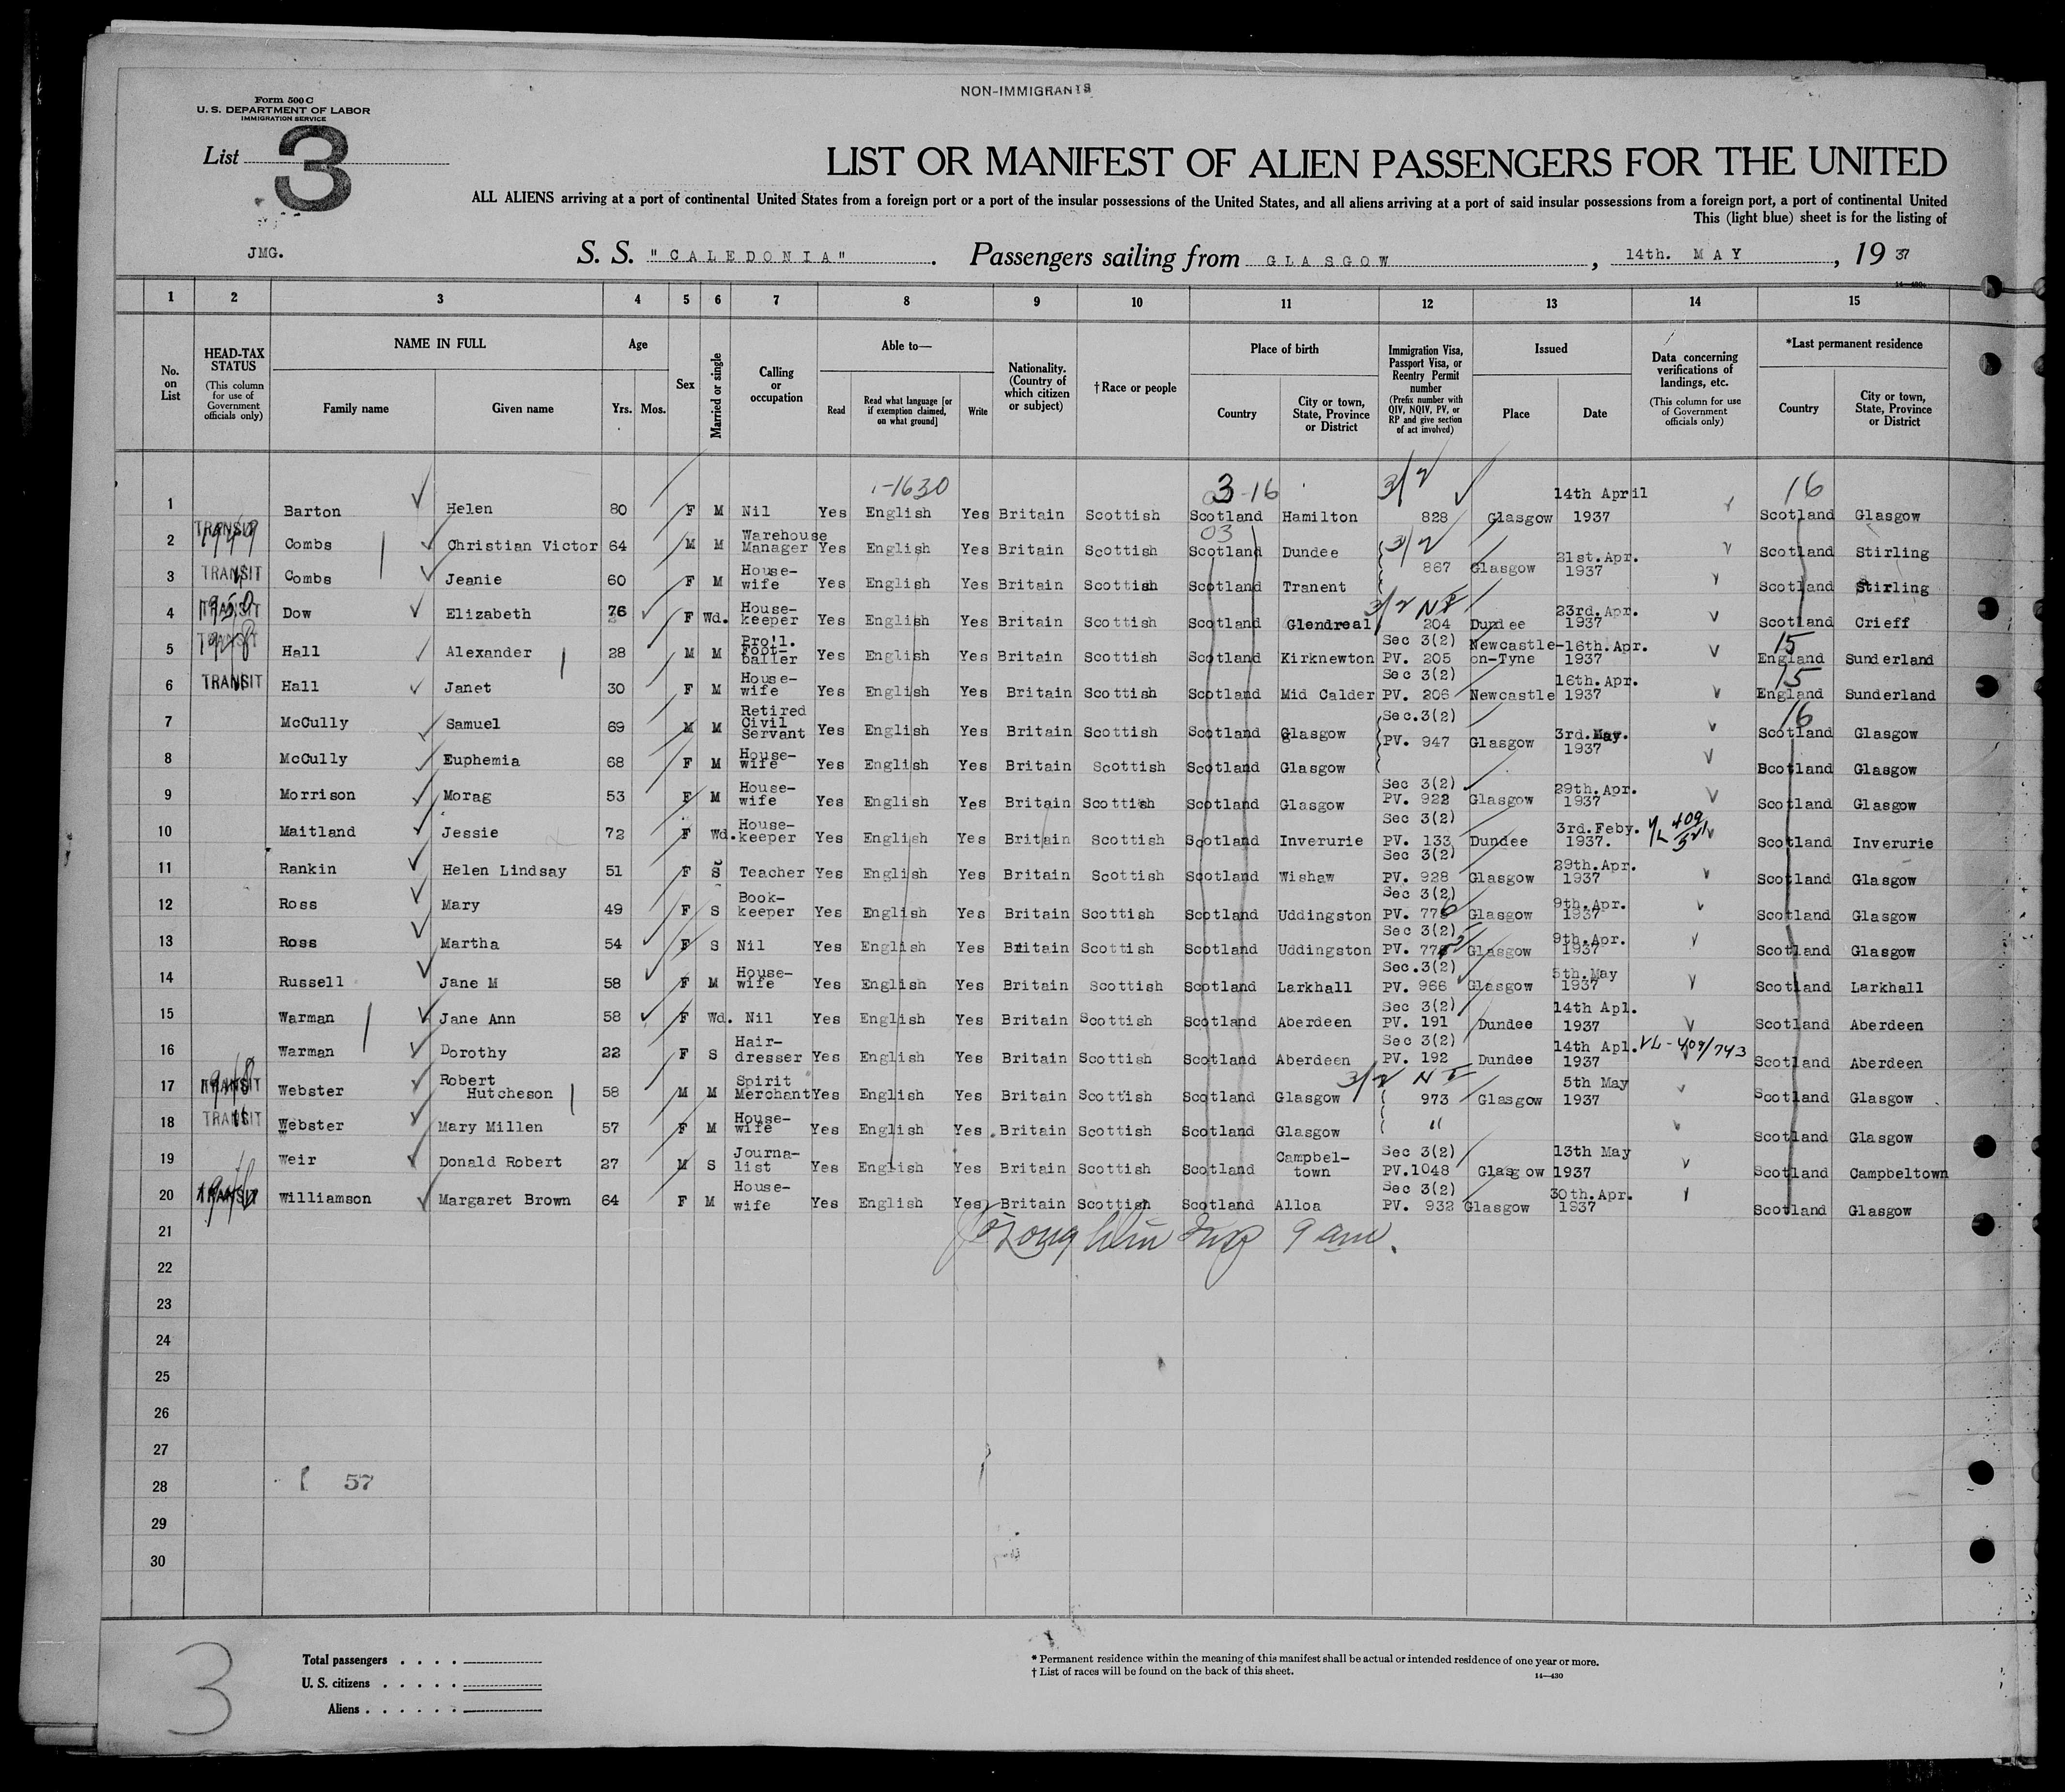 NON-IMMIGRANTS
Form 500 C
U. S. DEPARTMENT OF LABOR
IMMIGRATION SERVICE
List 3
LIST OR MANIFEST OF ALIEN PASSENGERS FOR THE UNITED
ALL ALIENS arriving at a port of continental United States from a foreign port or a port of the insular possessions of the United States, and all aliens arriving at a port of said insular possessions from a foreign port, a port of continental United
This (light blue) sheet is for the listing of
JMG. S. S. "CALEDONIA". Passengers sailing from GLASGOW, 14th. MAY, 19 37
14—430
1 2 3 4 5 6 7 8 9 10 11 12 13 14 15
No. on List
HEAD-TAX STATUS (This column for use of Government officials only)
NAME IN FULL
Family name Given name
Age
Yrs. Mos.
Sex
Married or single
Calling or occupation
Able to—
Read Read what language [or if exemption claimed, on what ground] Write
Nationality. (Country of which citizen or subject)
†Race or people
Place of birth
Country City or town, State, Province or District
Immigration Visa, Passport Visa, or Reentry Permit number (Prefix number with QIV, NQIV, PV, or RP and give section of act involved)
Issued
Place Date
Data concerning verifications of landings, etc. (This column for use of Government officials only)
*Last permanent residence
Country City or town, State, Province or District
-1630 3-16 3/2 16
1 Barton Helen 80 F M Nil Yes English Yes Britain Scottish Scotland Hamilton 828 Glasgow 14th April 1937 Scotland Glasgow
03 3/2
2 TRANSIT Combs Christian Victor 64 M M Warehouse Manager Yes English Yes Britain Scottish Scotland Dundee 867 Glasgow 21st.Apr. 1937 Scotland Stirling
3 TRANSIT Combs Jeanie 60 F M House-wife Yes English Yes Britain Scottish Scotland Tranent Scotland Stirling
3/2 NI
4 TRANSIT Dow Elizabeth 76 F Wd. House-keeper Yes English Yes Britain Scottish Scotland Glendreal 204 Dundee 23rd.Apr. 1937 Scotland Crieff
5 TRANSIT Hall Alexander 28 M M Pro'l. Foot-baller Yes English Yes Britain Scottish Scotland Kirknewton Sec 3(2) PV. 205 Newcastle-on-Tyne 16th.Apr. 1937 15 England Sunderland
6 TRANSIT Hall Janet 30 F M House-wife Yes English Yes Britain Scottish Scotland Mid Calder Sec 3(2) PV. 206 Newcastle 16th.Apr. 1937 15 England Sunderland
7 McCully Samuel 69 M M Retired Civil Servant Yes English Yes Britain Scottish Scotland Glasgow Sec.3(2) PV. 947 Glasgow 3rd.May. 1937 16 Scotland Glasgow
8 McCully Euphemia 68 F M House-wife Yes English Yes Britain Scottish Scotland Glasgow Scotland Glasgow
9 Morrison Morag 53 F M House-wife Yes English Yes Britain Scottish Scotland Glasgow Sec 3(2) PV. 922 Glasgow 29th.Apr. 1937 Scotland Glasgow
10 Maitland Jessie 72 F Wd. House-keeper Yes English Yes Britain Scottish Scotland Inverurie Sec 3(2) PV. 133 Dundee 3rd.Feby. 1937. Scotland Inverurie
11 Rankin Helen Lindsay 51 F S Teacher Yes English Yes Britain Scottish Scotland Wishaw Sec 3(2) PV. 928 Glasgow 29th.Apr. 1937 Scotland Glasgow
12 Ross Mary 49 F S Book-keeper Yes English Yes Britain Scottish Scotland Uddingston Sec 3(2) PV. 776 Glasgow 9th.Apr. 1937 Scotland Glasgow
13 Ross Martha 54 F S Nil Yes English Yes Britain Scottish Scotland Uddingston Sec 3(2) PV. 775 Glasgow 9th.Apr. 1937 Scotland Glasgow
14 Russell Jane M 58 F M House-wife Yes English Yes Britain Scottish Scotland Larkhall Sec.3(2) PV. 966 Glasgow 5th.May 1937 Scotland Larkhall
15 Warman Jane Ann 58 F Wd. Nil Yes English Yes Britain Scottish Scotland Aberdeen Sec 3(2) PV. 191 Dundee 14th Apl. 1937 Scotland Aberdeen
16 Warman Dorothy 22 F S Hair-dresser Yes English Yes Britain Scottish Scotland Aberdeen Sec 3(2) PV. 192 Dundee 14th Apl. 1937 VL-409/743 Scotland Aberdeen
3/2 NI
17 TRANSIT Webster Robert Hutcheson 58 M M Spirit Merchant Yes English Yes Britain Scottish Scotland Glasgow 973 Glasgow 5th May 1937 Scotland Glasgow
18 TRANSIT Webster Mary Millen 57 F M House-wife Yes English Yes Britain Scottish Scotland Glasgow " Scotland Glasgow
19 Weir Donald Robert 27 M S Journa-list Yes English Yes Britain Scottish Scotland Campbel-town Sec 3(2) PV.1048 Glasgow 13th May 1937 Scotland Campbeltown
20 TRANSIT Williamson Margaret Brown 64 F M House-wife Yes English Yes Britain Scottish Scotland Alloa Sec 3(2) PV. 932 Glasgow 30th.Apr. 1937 Scotland Glasgow
21 9 am.
22
23
24
25
26
27
28 57
29
30
3
Total passengers
U. S. citizens
Aliens
* Permanent residence within the meaning of this manifest shall be actual or intended residence of one year or more.
† List of races will be found on the back of this sheet. 14—430